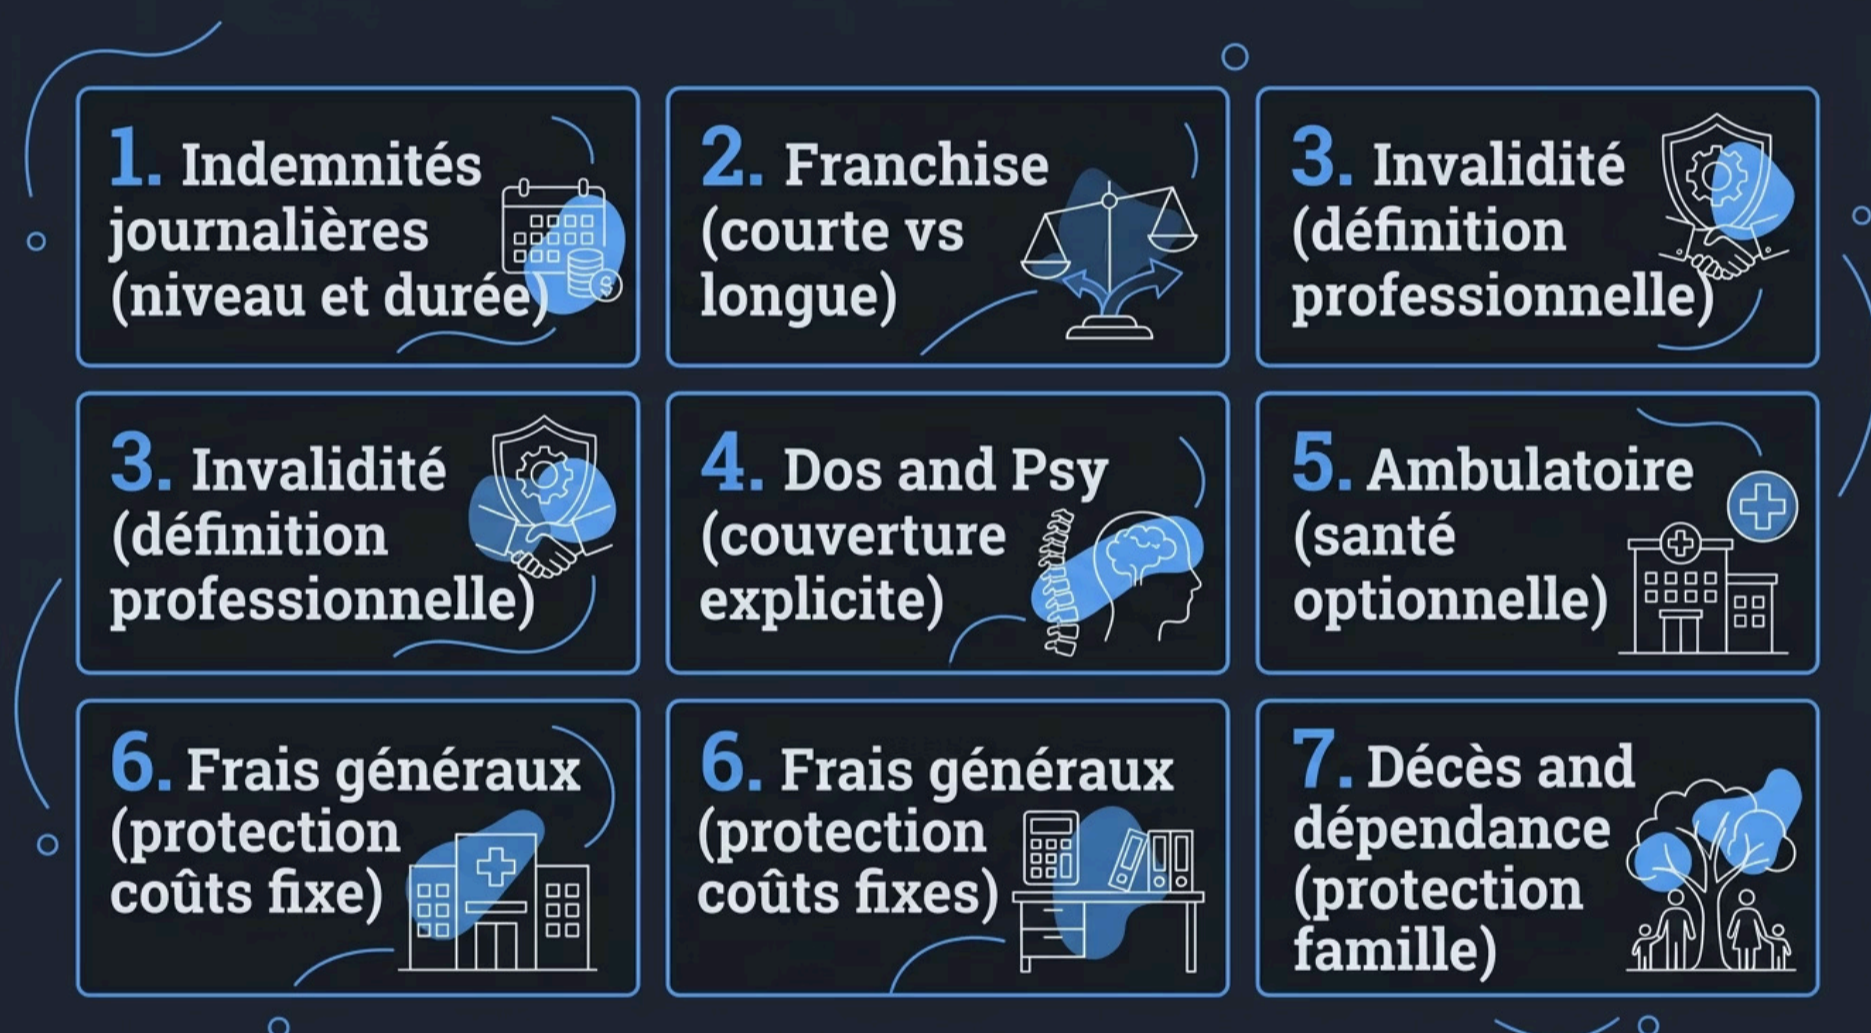 1. Indemnités
journalières
(niveau et durée)
2. Franchise
(courte vs
longue)
3. Invalidité
(définition
professionnelle)
3. Invalidité
(définition
professionnelle)
4. Dos and Psy
(couverture
explicite)
5. Ambulatoire
(santé
optionnelle)
6. Frais généraux
(protection
coûts fixe)
6. Frais généraux
(protection
coûts fixes)
7. Décès and
dépendance
(protection
famille)